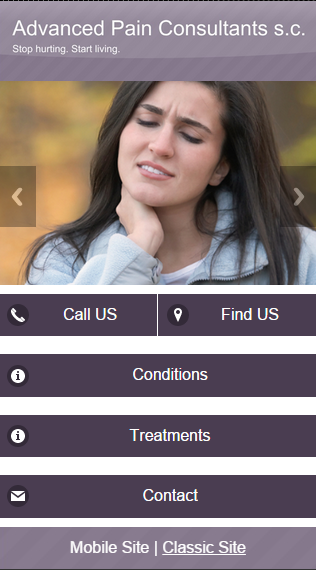 Advanced Pain Consultants s.c.
Stop hurting. Start living.
Call US
Find US
Conditions
Treatments
Contact
Mobile Site | Classic Site